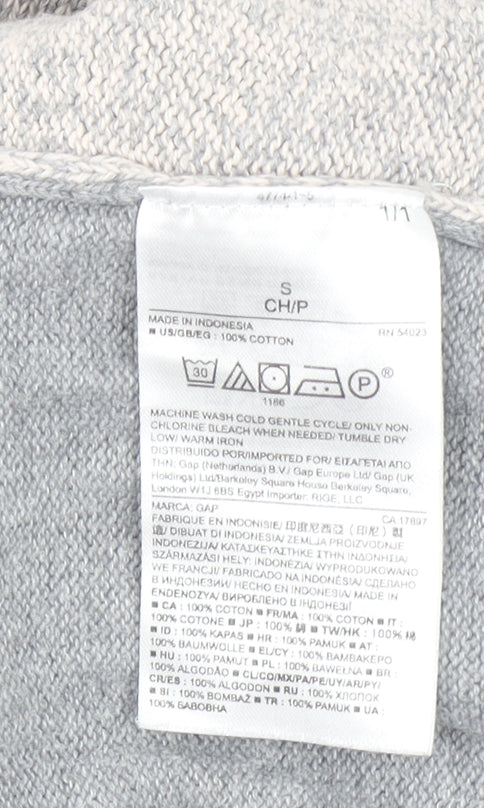 1/1
S
CH/P
MADE IN INDONESIA
■ US/GB/EG : 100% COTTON
RN 54023
30
P®
1186
MACHINE WASH COLD GENTLE CYCLE/ ONLY NON-
CHLORINE BLEACH WHEN NEEDED/ TUMBLE DRY
LOW/ WARM IRON
DISTRIBUIDO POR/IMPORTED FOR/ ΕΙΣΑΓΕΤΑΙ ΑΠΟ
ΤΗΝ: Gap (Netherlands) B.V./ Gap Europe Ltd/ Gap (UK
Holdings) Ltd/Barkeley Square House Berkeley Square,
London W1J 6BS Egypt Importer: RIGE, LLC
MARCA: GAP
CA 17897
FABRIQUE EN INDONISIE/ 印度尼西亞 (印尼) 製
造/ DIBUAT DI INDONESIA/ ZEMLJA PROIZVODNJE
INDONEZIJA/ ΚΑΤΑΣΚΕΥΑΣΤΗΚΕ ΣΤΗΝ ΙΝΔΟΝΗΣΙΑ/
SZÁRMAZÁSI HELY: INDONÉZIA/ WYPRODUKOWANO
WE FRANCJI/ FABRICADO NA INDONÉSIA/ СДЕЛАНО
В ИНДОНЕЗИИ/ HECHO EN INDONESIA/ MADE IN
ENDENOZYA/ ВИРОБЛЕНО В ІНДОНЕЗІЇ
■ CA : 100% COTON ■ FR/MA : 100% COTON ■ IT :
100% COTONE ■ JP : 100% 綿 ■ TW/HK : 100% 棉
■ ID : 100% KAPAS ■ HR : 100% PAMUK ■ AT :
100% BAUMWOLLE ■ EL/CY : 100% ΒΑΜΒΑΚΕΡΟ
■ HU : 100% PAMUT ■ PL : 100% BAWEŁNA ■ BR :
100% ALGODÃO ■ CL/CO/MX/PA/PE/UY/AR/PY/
CR/ES : 100% ALGODON ■ RU : 100% ХЛОПОК
■ SI : 100% BOMBAŽ ■ TR : 100% PAMUK ■ UA :
100% БАВОВНА